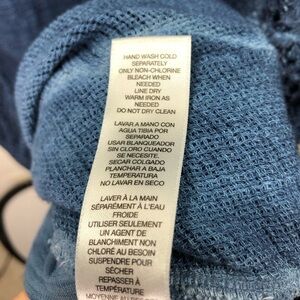 HAND WASH COLD
SEPARATELY
ONLY NON-CHLORINE
BLEACH WHEN
NEEDED
LINE DRY
WARM IRON AS
NEEDED
DO NOT DRY CLEAN
LAVAR A MANO CON
AGUA TIBIA POR
SEPARADO
USAR BLANQUEADOR
SIN CLORO CUANDO
SE NECESITE.
SECAR COLGADO
PLANCHAR A BAJA
TEMPERATURA
NO LAVAR EN SECO
LAVER À LA MAIN
SÉPARÉMENT À L'EAU
FROIDE
UTILISER SEULEMENT
UN AGENT DE
BLANCHIMENT NON
CHLORÉ AU BESOIN
SUSPENDRE POUR
SÉCHER
REPASSER À
TEMPÉRATURE
MOYENNE AU BESOIN